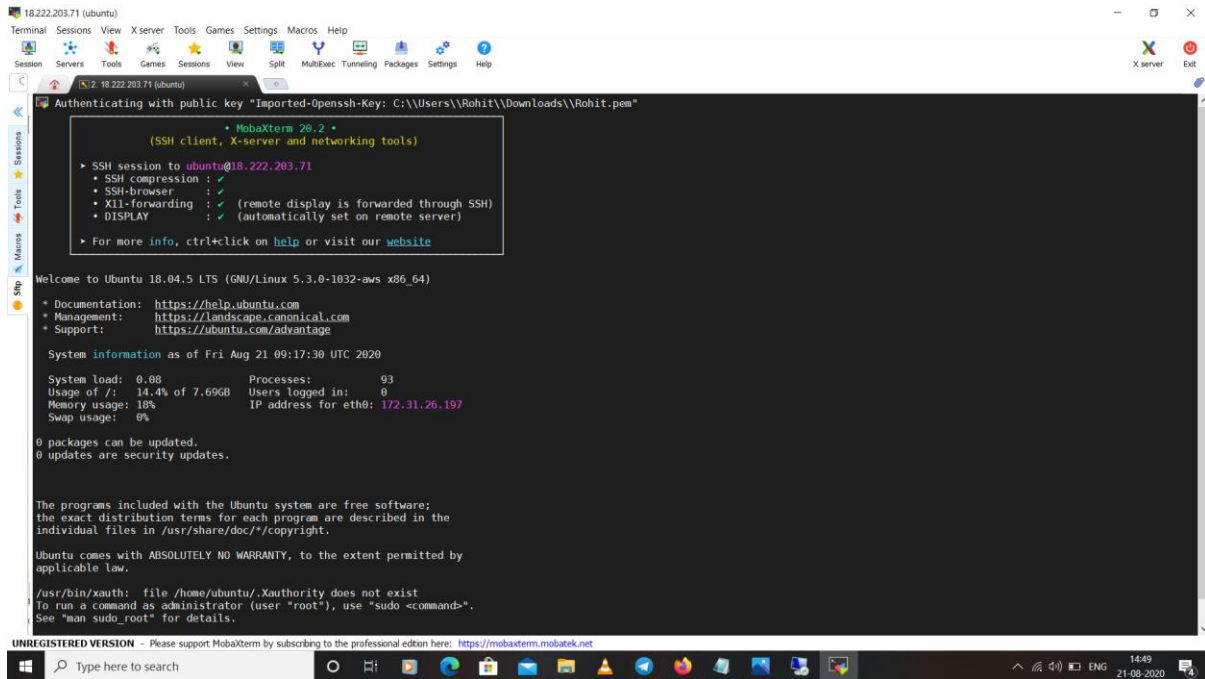 18.222.203.71 (ubuntu)
Terminal Sessions View X server Tools Games Settings Macros Help
Session Servers Tools Games Sessions View Split MultiExec Tunneling Packages Settings Help X server Exit
2. 18.222.203.71 (ubuntu)
Authenticating with public key "Imported-Openssh-Key: C:\\Users\\Rohit\\Downloads\\Rohit.pem"
• MobaXterm 20.2 •
(SSH client, X-server and networking tools)
➤ SSH session to ubuntu@18.222.203.71
• SSH compression : ✔
• SSH-browser : ✔
• X11-forwarding : ✔ (remote display is forwarded through SSH)
• DISPLAY : ✔ (automatically set on remote server)
➤ For more info, ctrl+click on help or visit our website
Welcome to Ubuntu 18.04.5 LTS (GNU/Linux 5.3.0-1032-aws x86_64)
* Documentation: https://help.ubuntu.com
* Management: https://landscape.canonical.com
* Support: https://ubuntu.com/advantage
System information as of Fri Aug 21 09:17:30 UTC 2020
System load: 0.08 Processes: 93
Usage of /: 14.4% of 7.69GB Users logged in: 0
Memory usage: 18% IP address for eth0: 172.31.26.197
Swap usage: 0%
0 packages can be updated.
0 updates are security updates.
The programs included with the Ubuntu system are free software;
the exact distribution terms for each program are described in the
individual files in /usr/share/doc/*/copyright.
Ubuntu comes with ABSOLUTELY NO WARRANTY, to the extent permitted by
applicable law.
/usr/bin/xauth: file /home/ubuntu/.Xauthority does not exist
To run a command as administrator (user "root"), use "sudo <command>".
See "man sudo_root" for details.
Sessions
Tools
Macros
Sftp
UNREGISTERED VERSION - Please support MobaXterm by subscribing to the professional edition here: https://mobaxterm.mobatek.net
Type here to search
ENG
14:49
21-08-2020
4